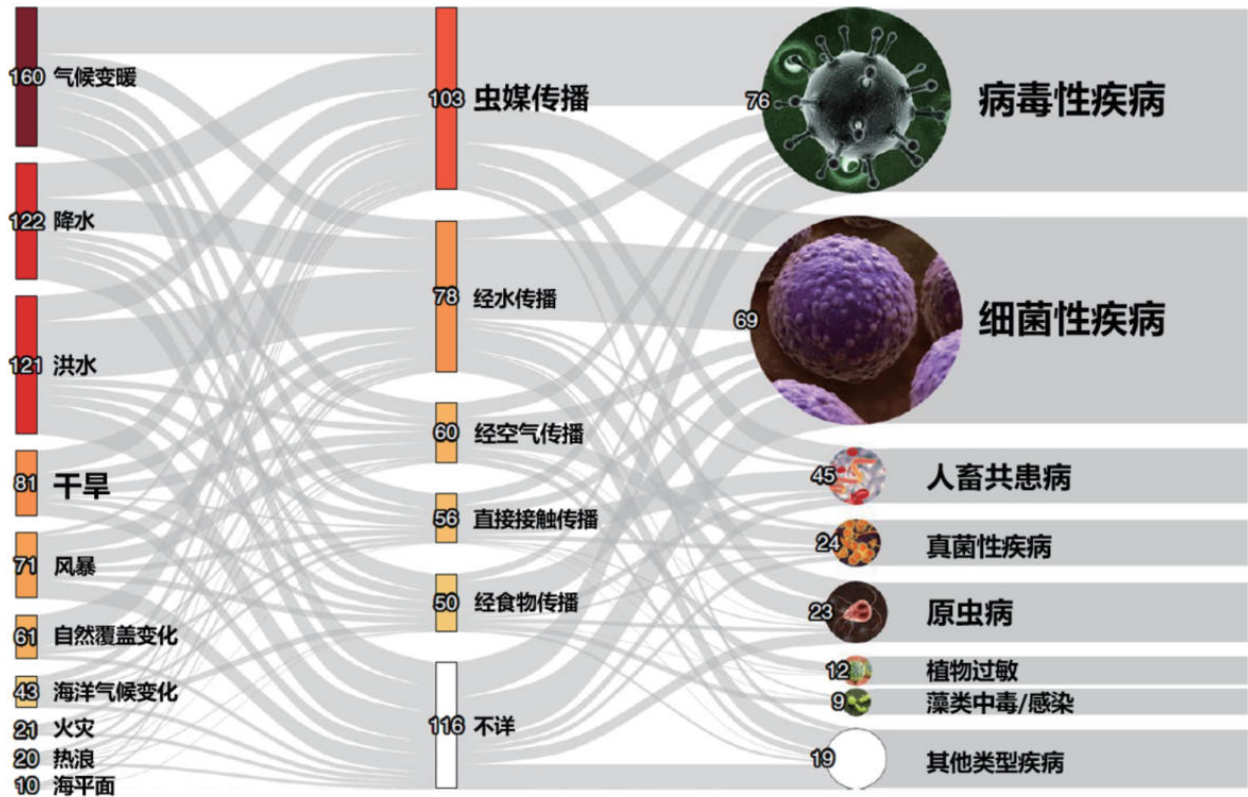 160 气候变暖
122 降水
121 洪水
81 干旱
71 风暴
61 自然覆盖变化
43 海洋气候变化
21 火灾
20 热浪
10 海平面
103 虫媒传播
78 经水传播
60 经空气传播
56 直接接触传播
50 经食物传播
116 不详
76 病毒性疾病
69 细菌性疾病
45 人畜共患病
24 真菌性疾病
23 原虫病
12 植物过敏
9 藻类中毒/感染
19 其他类型疾病